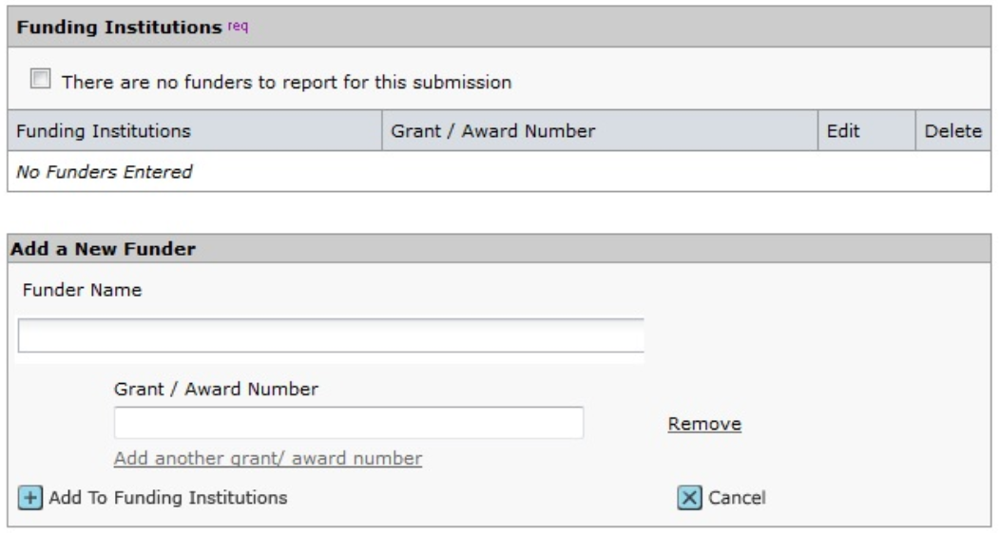 Funding Institutions req
There are no funders to report for this submission
Funding Institutions Grant / Award Number Edit Delete
No Funders Entered
Add a New Funder
Funder Name
Grant / Award Number
Remove
Add another grant/ award number
Add To Funding Institutions Cancel